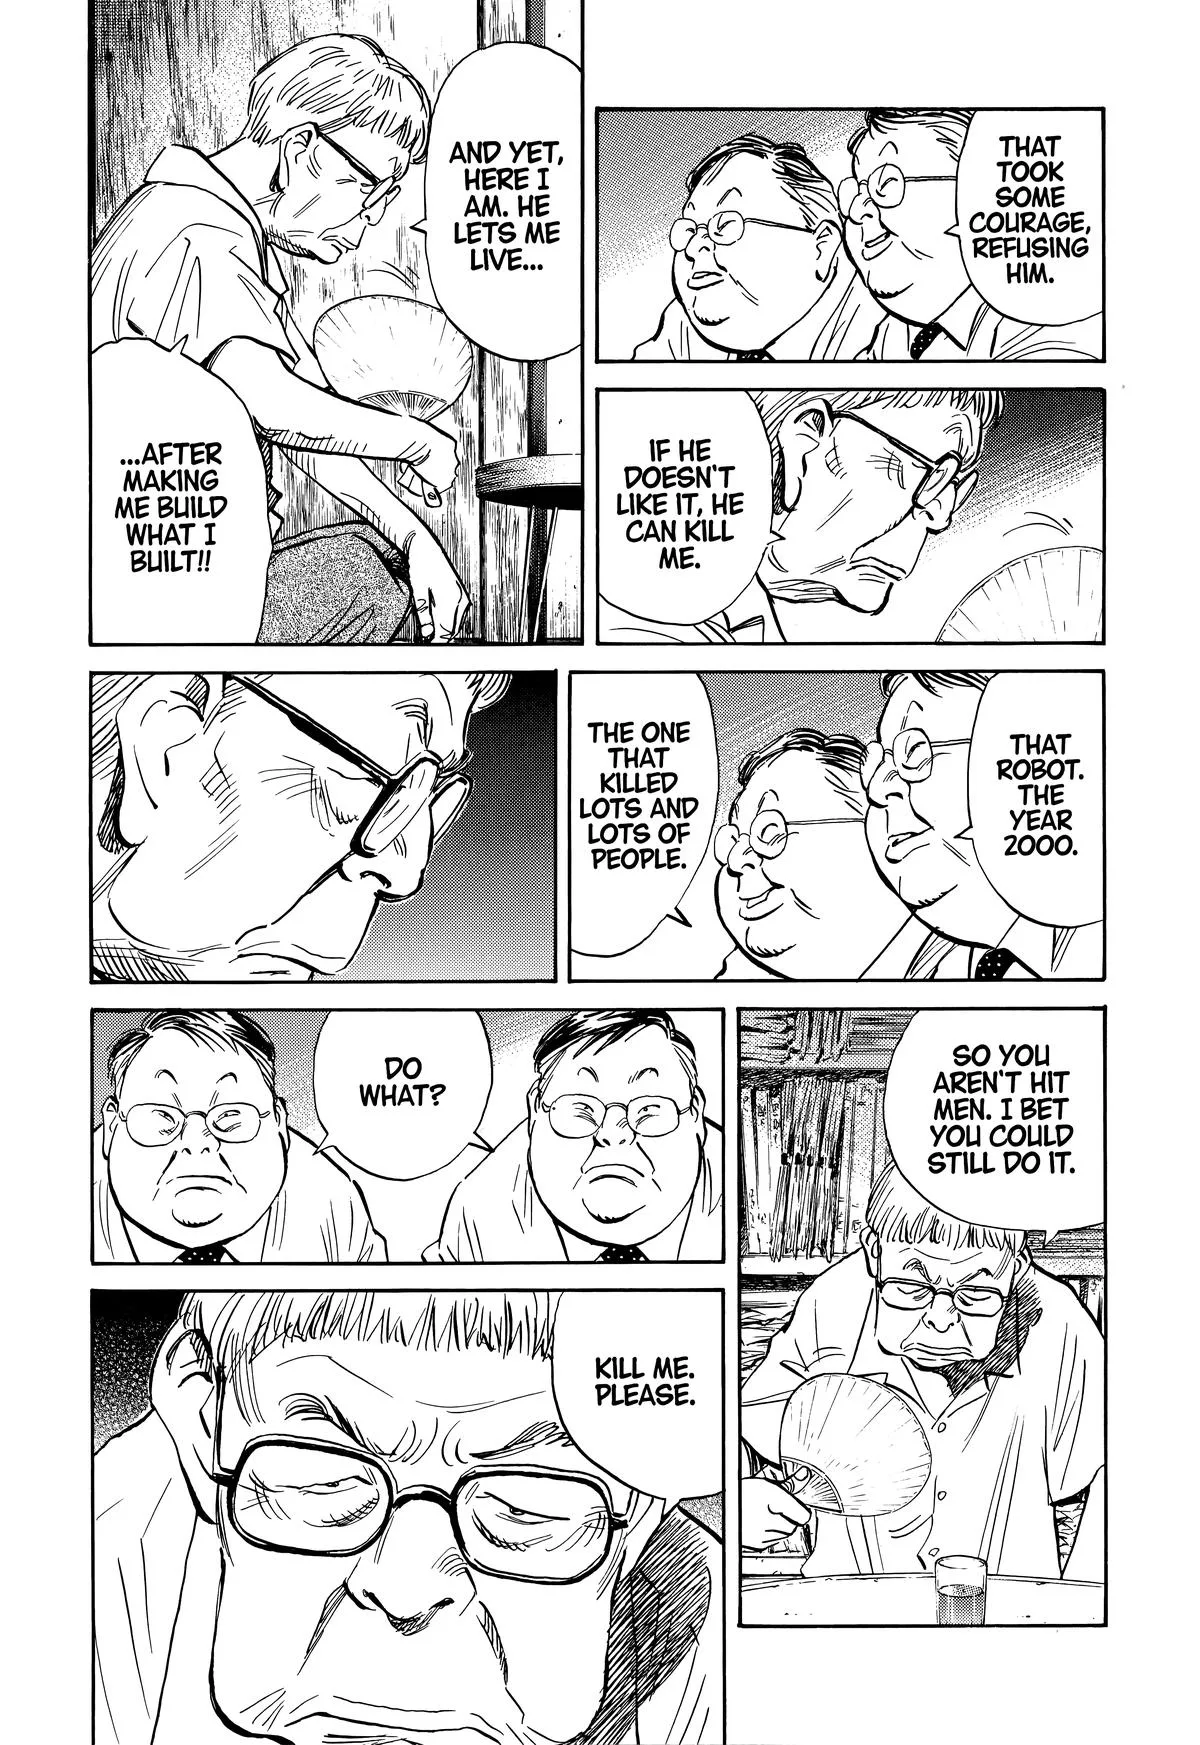 THAT
TOOK
SOME
COURAGE,
REFUSING
HIM.
IF HE
DOESN'T
LIKE IT, HE
CAN KILL
ME.
AND YET,
HERE I
AM. HE
LETS ME
LIVE...
...AFTER
MAKING
ME BUILD
WHAT I
BUILT!!
THAT
ROBOT.
THE
YEAR
2000.
THE ONE
THAT
KILLED
LOTS AND
LOTS OF
PEOPLE.
SO YOU
AREN'T HIT
MEN. I BET
YOU COULD
STILL DO IT.
DO
WHAT?
KILL ME.
PLEASE.